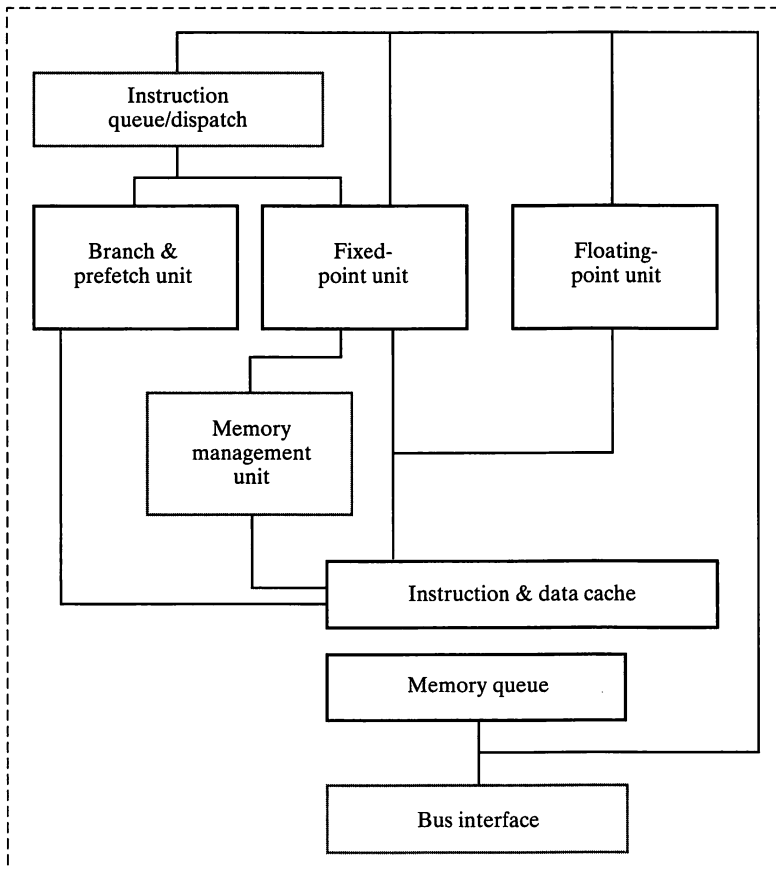 Instruction
queue/dispatch
Branch &
prefetch unit
Fixed-
point unit
Floating-
point unit
Memory
management
unit
Instruction & data cache
Memory queue
Bus interface